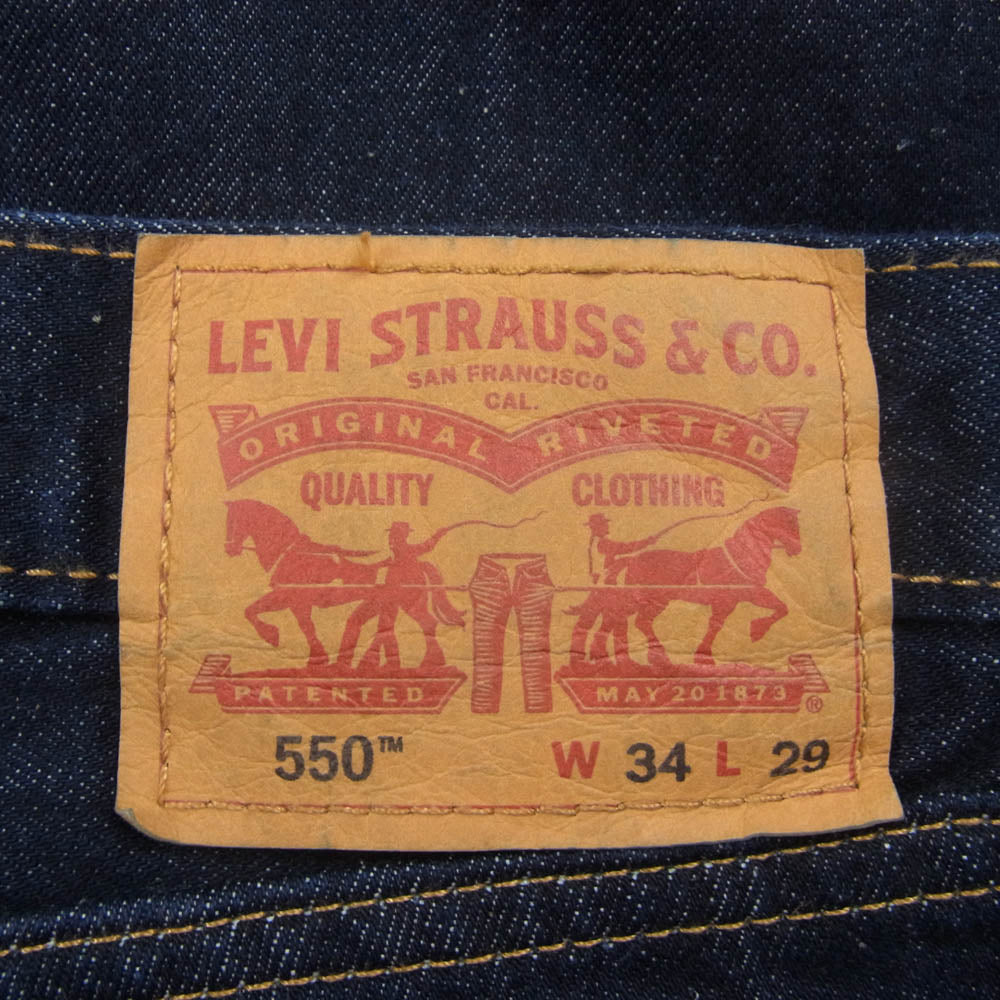 LEVI STRAUSS & CO.
SAN FRANCISCO
CAL.
ORIGINAL RIVETED
QUALITY CLOTHING
PATENTED MAY 20 1873 ®
550™ W 34 L 29